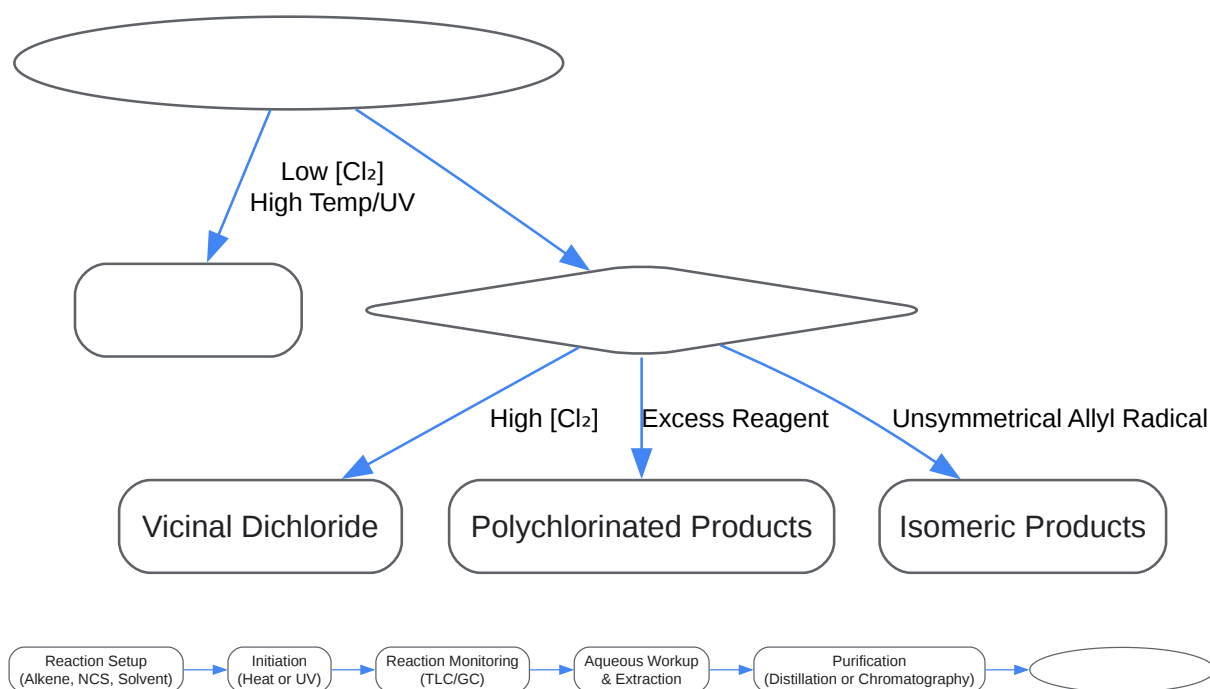 Low [Cl₂]
High Temp/UV
High [Cl₂]
Excess Reagent
Unsymmetrical Allyl Radical
Vicinal Dichloride
Polychlorinated Products
Isomeric Products
Reaction Setup
(Alkene, NCS, Solvent)
Initiation
(Heat or UV)
Reaction Monitoring
(TLC/GC)
Aqueous Workup
& Extraction
Purification
(Distillation or Chromatography)